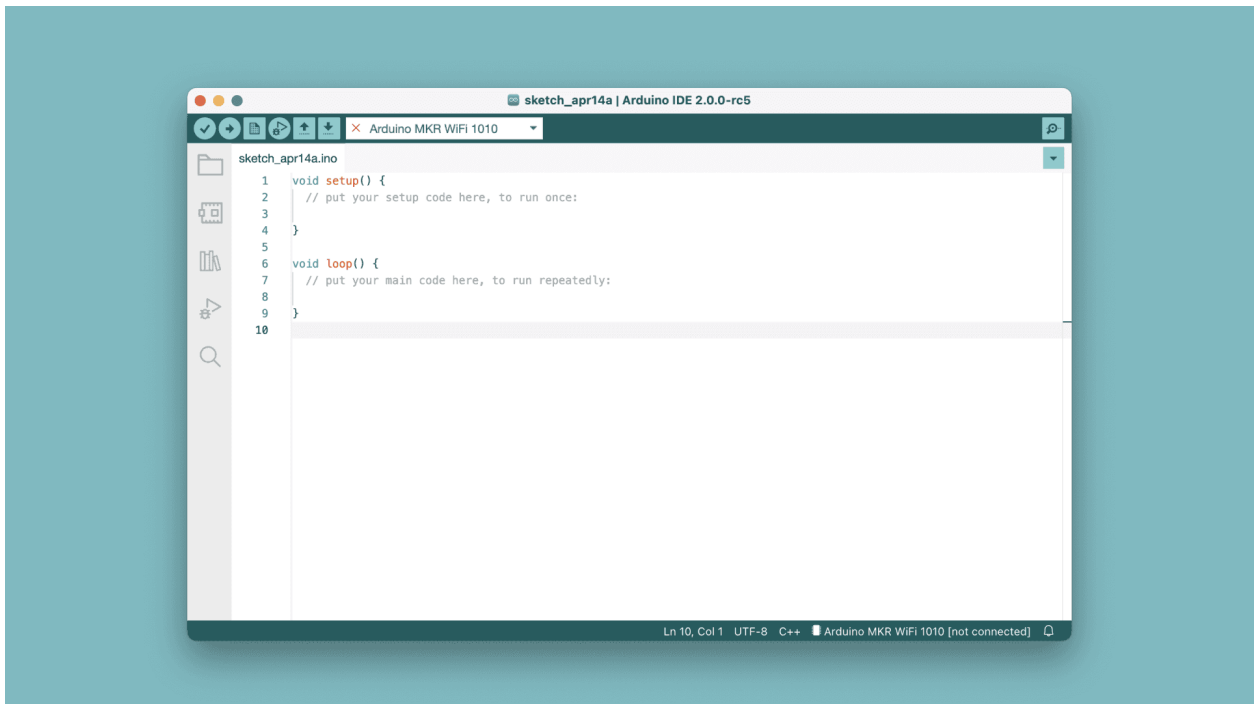 sketch_apr14a | Arduino IDE 2.0.0-rc5
Arduino MKR WiFi 1010
sketch_apr14a.ino
1 void setup() {
2   // put your setup code here, to run once:
3
4 }
5
6 void loop() {
7   // put your main code here, to run repeatedly:
8
9 }
10
Ln 10, Col 1 UTF-8 C++ Arduino MKR WiFi 1010 [not connected]